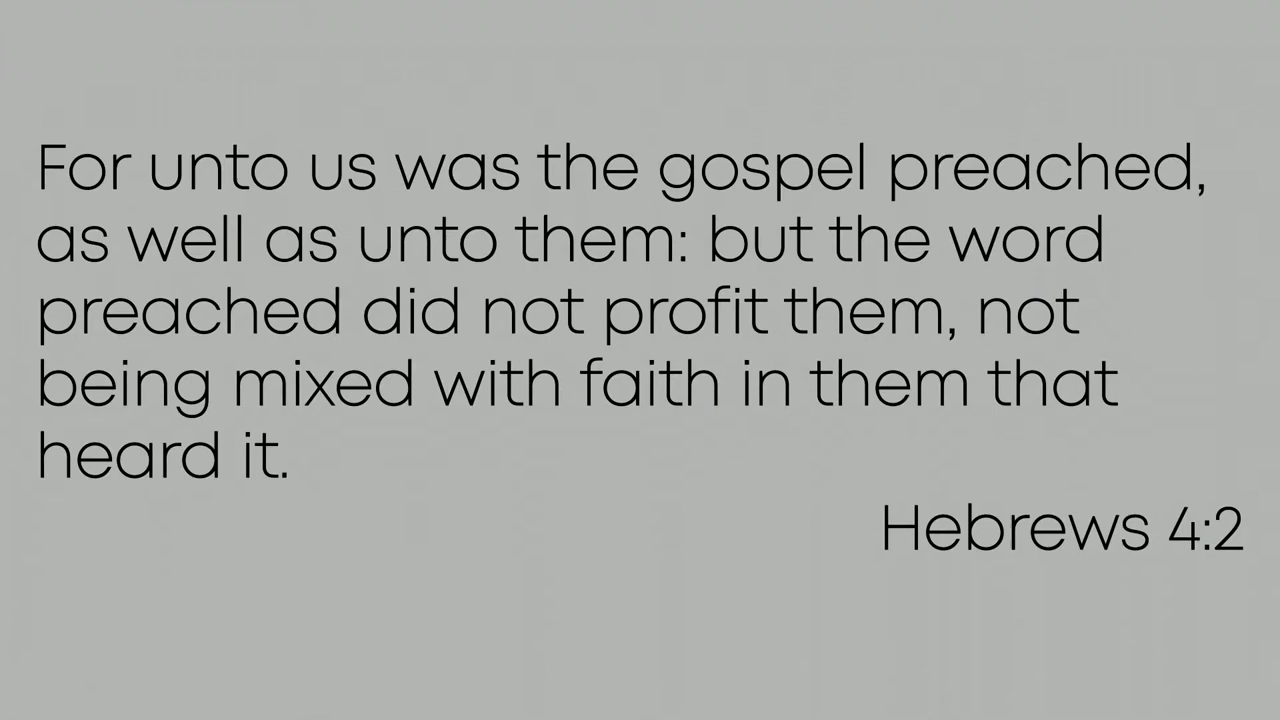 For unto us was the gospel preached,
as well as unto them: but the word
preached did not profit them, not
being mixed with faith in them that
heard it.
Hebrews 4:2